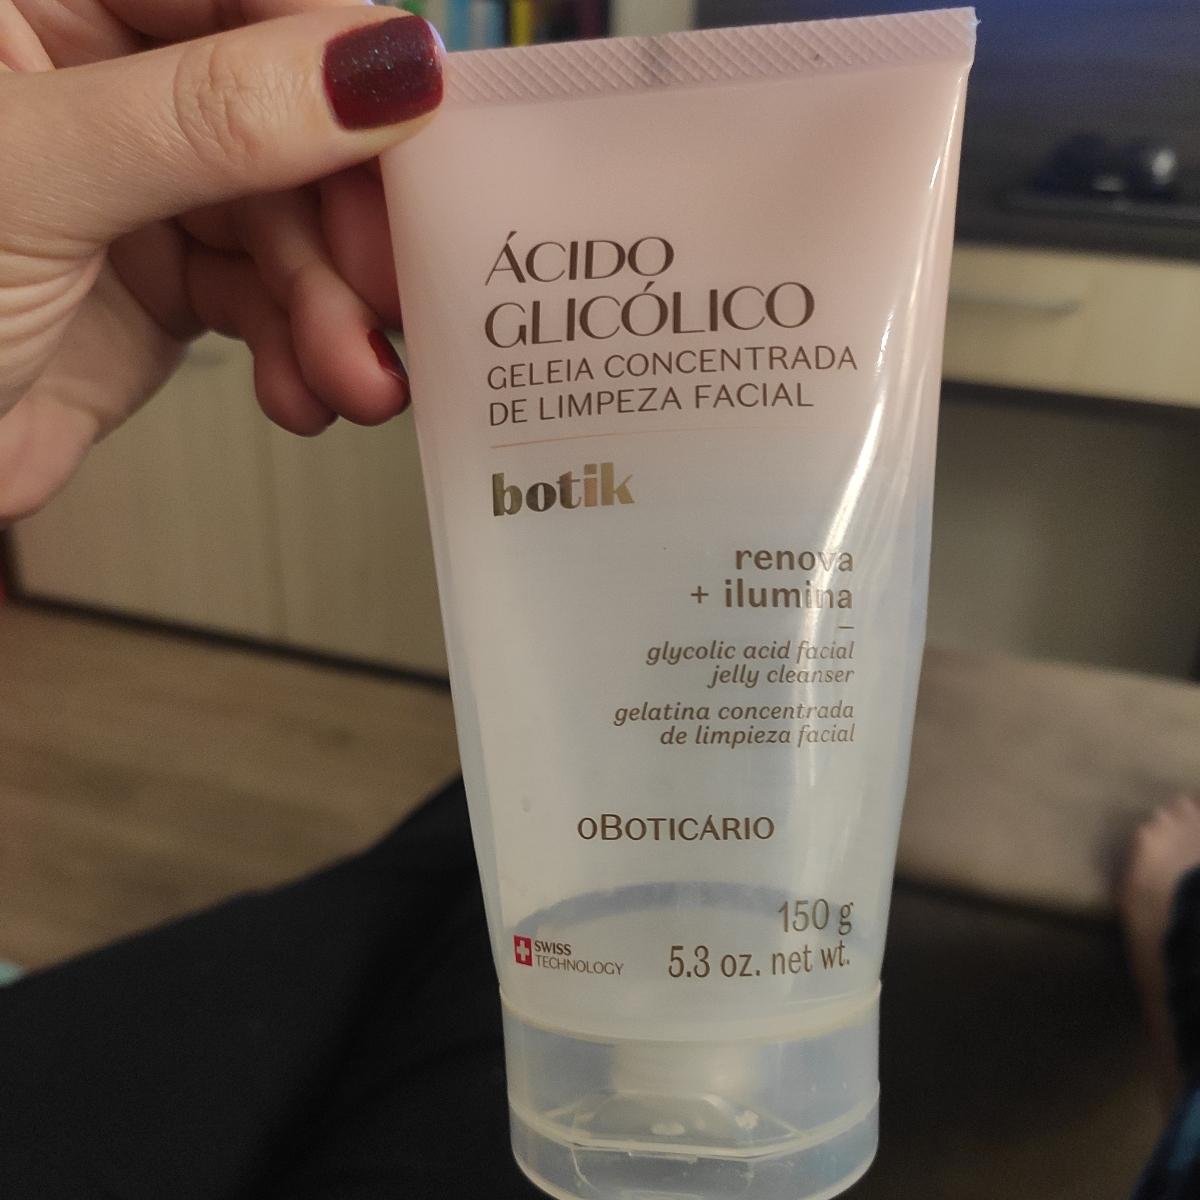 ÁCIDO
GLICÓLICO
GELEIA CONCENTRADA
DE LIMPEZA FACIAL
botik
renova
+ ilumina
glycolic acid facial
jelly cleanser
gelatina concentrada
de limpieza facial
oBOTICÁRIO
150 g
5.3 oz. net wt.
SWISS
TECHNOLOGY